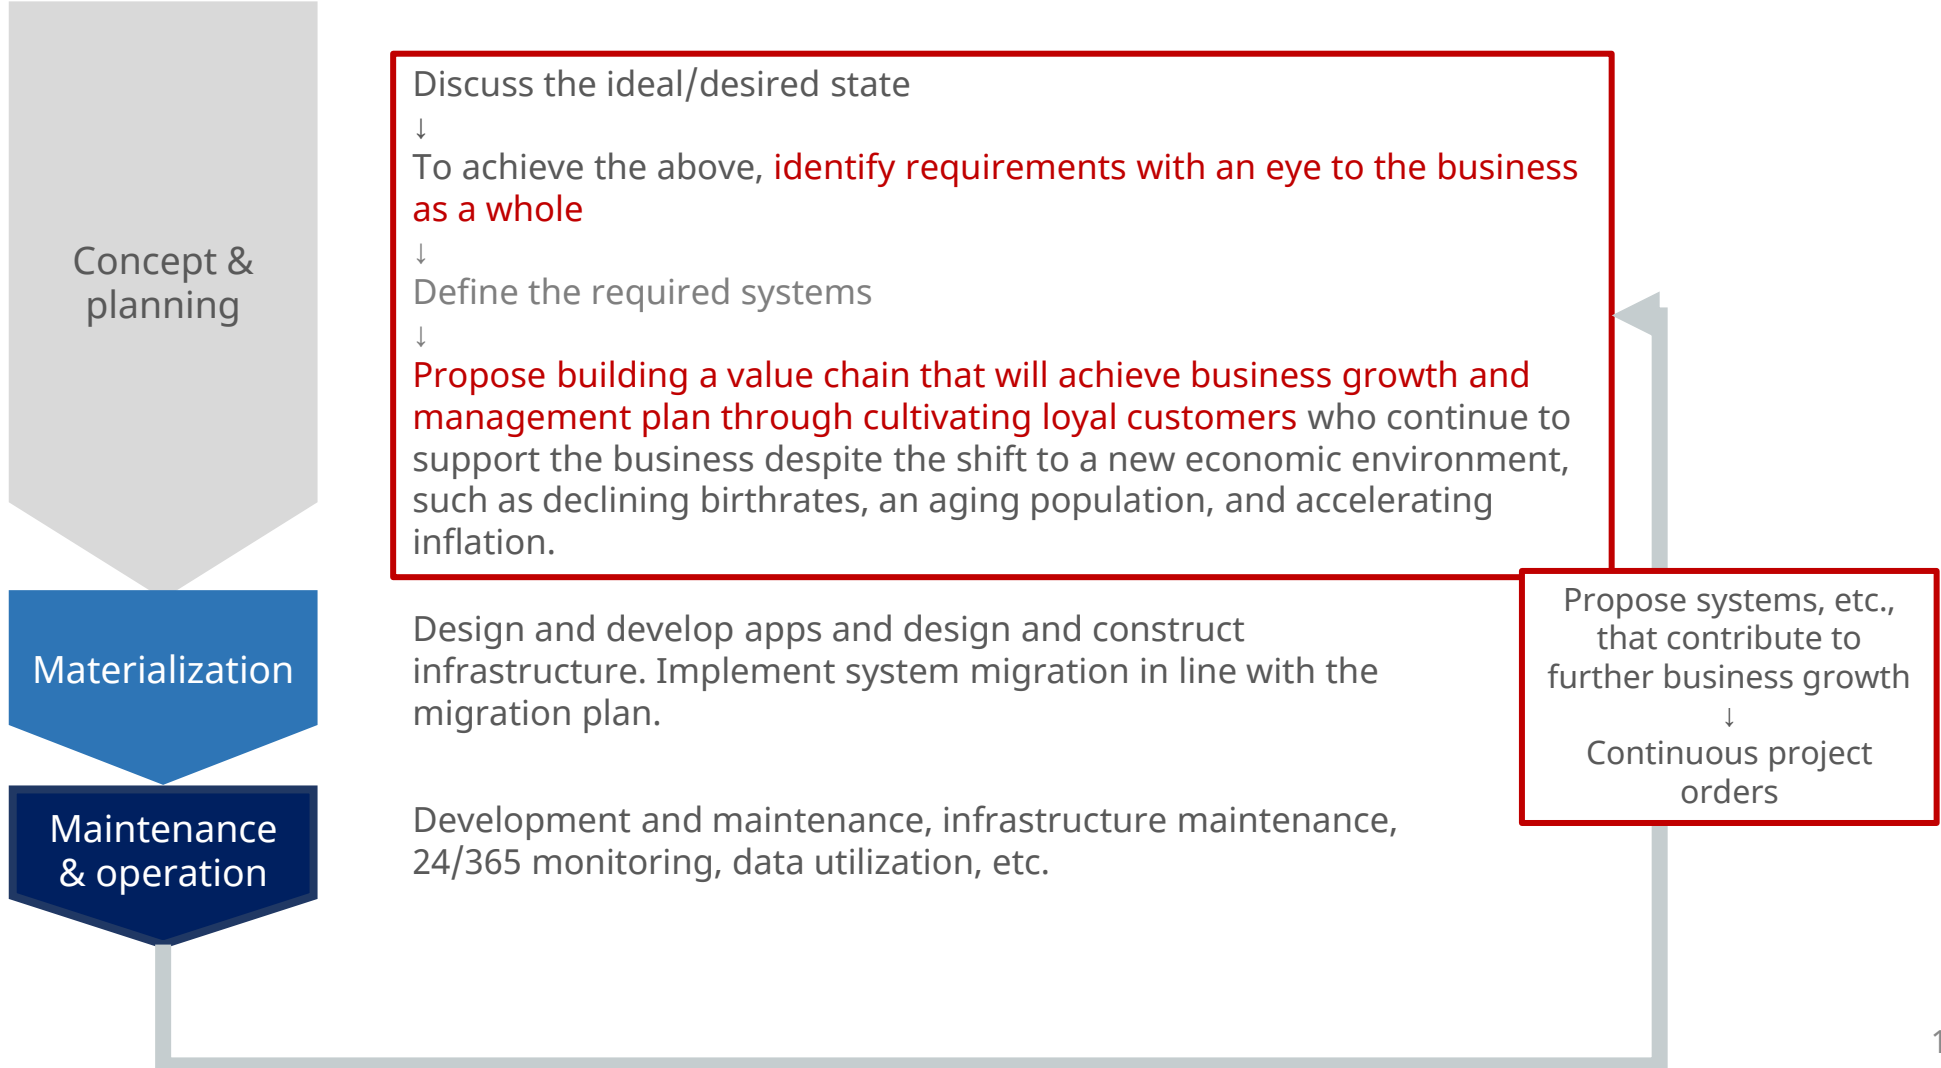 Concept &
planning
Discuss the ideal/desired state
↓
To achieve the above, identify requirements with an eye to the business
as a whole
↓
Define the required systems
↓
Propose building a value chain that will achieve business growth and
management plan through cultivating loyal customers who continue to
support the business despite the shift to a new economic environment,
such as declining birthrates, an aging population, and accelerating
inflation.
Materialization
Design and develop apps and design and construct
infrastructure. Implement system migration in line with the
migration plan.
Propose systems, etc.,
that contribute to
further business growth
↓
Continuous project
orders
Maintenance
& operation
Development and maintenance, infrastructure maintenance,
24/365 monitoring, data utilization, etc.
1